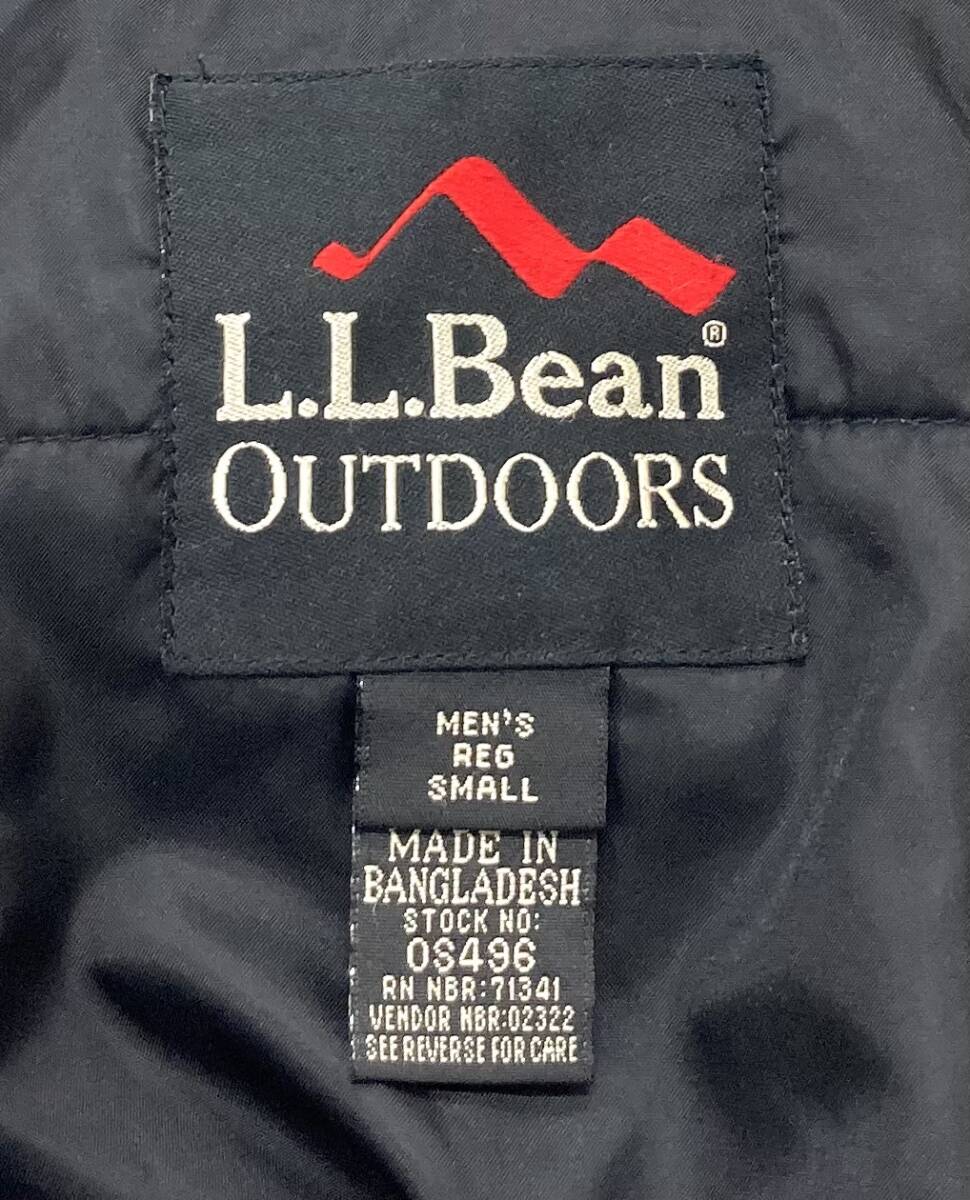 L.L.Bean®
OUTDOORS
MEN'S
REG
SMALL
MADE IN
BANGLADESH
STOCK NO:
OS496
RN NBR:71341
VENDOR NBR:02322
SEE REVERSE FOR CARE